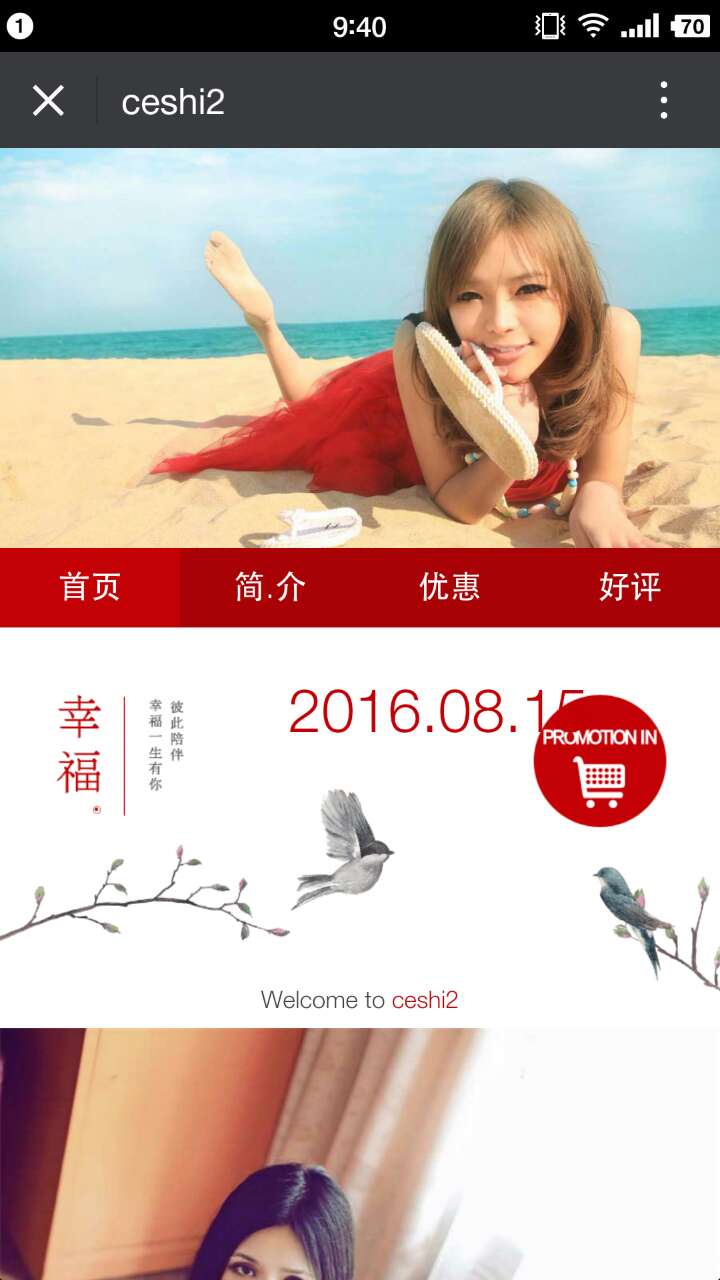 1
9:40
70
ceshi2
首页
简.介
优惠
好评
幸福
彼此陪伴
幸福一生有你
2016.08.15
PROMOTION IN
Welcome to ceshi2